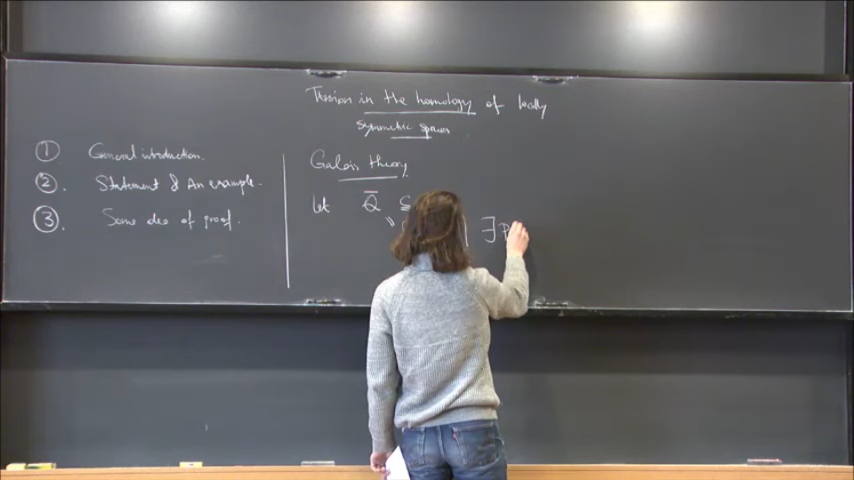 Torsion in the homology of locally
symmetric spaces
① General introduction.
②. Statement & An example.
③. Some idea of proof.
Galois theory.
let Q̅ ⊆
∃ P